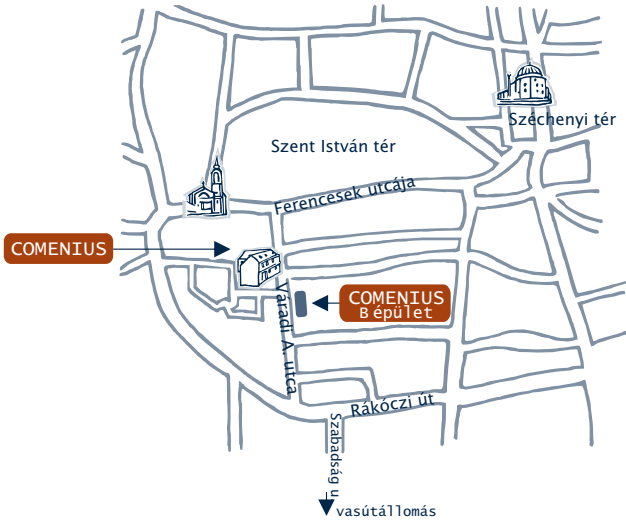 Széchenyi tér
Szent István tér
Ferencesek utcája
COMENIUS
COMENIUS
B épület
Váradi A. utca
Rákóczi út
Szabadság u
vasútállomás